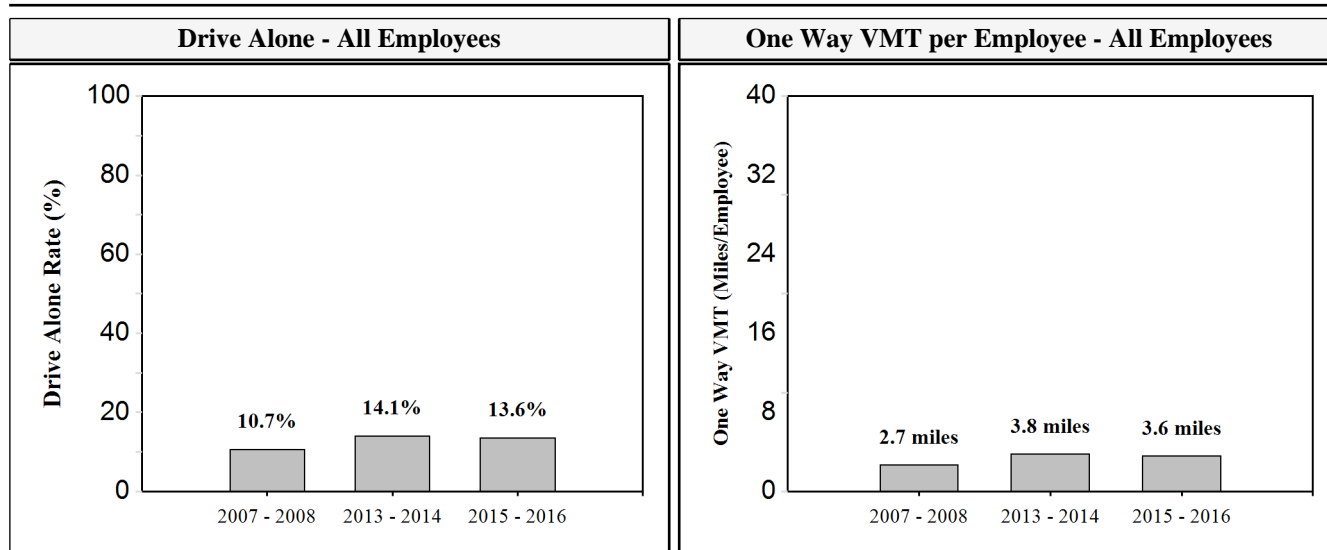 Drive Alone - All Employees
One Way VMT per Employee - All Employees
Drive Alone Rate (%)
100
80
60
40
20
0
10.7%
14.1%
13.6%
2007 - 2008
2013 - 2014
2015 - 2016
One Way VMT (Miles/Employee)
40
32
24
16
8
0
2.7 miles
3.8 miles
3.6 miles
2007 - 2008
2013 - 2014
2015 - 2016